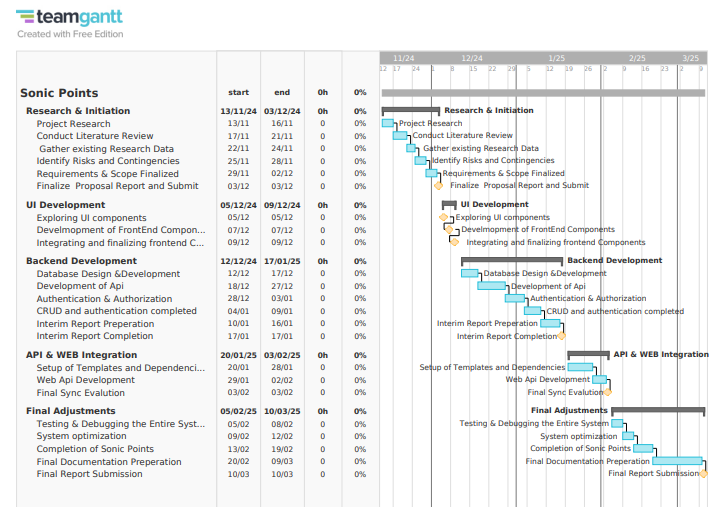 teamgantt
Created with Free Edition
11/24 12/24 1/25 2/25 3/25
12 17 24 1 8 15 22 29 5 12 19 26 2 9 16 23 2 9
Sonic Points start end 0h 0%
Research & Initiation 13/11/24 03/12/24 0h 0% Research & Initiation
Project Research 13/11 16/11 0 0% Project Research
Conduct Literature Review 17/11 21/11 0 0% Conduct Literature Review
Gather existing Research Data 22/11 24/11 0 0% Gather existing Research Data
Identify Risks and Contingencies 25/11 28/11 0 0% Identify Risks and Contingencies
Requirements & Scope Finalized 29/11 02/12 0 0% Requirements & Scope Finalized
Finalize Proposal Report and Submit 03/12 03/12 0 0% Finalize Proposal Report and Submit
UI Development 05/12/24 09/12/24 0h 0% UI Development
Exploring UI components 05/12 05/12 0 0% Exploring UI components
Develmopment of FrontEnd Compon... 07/12 07/12 0 0% Develmopment of FrontEnd Components
Integrating and finalizing frontend C... 09/12 09/12 0 0% Integrating and finalizing frontend Components
Backend Development 12/12/24 17/01/25 0h 0% Backend Development
Database Design &Development 12/12 17/12 0 0% Database Design &Development
Development of Api 18/12 27/12 0 0% Development of Api
Authentication & Authorization 28/12 03/01 0 0% Authentication & Authorization
CRUD and authentication completed 04/01 09/01 0 0% CRUD and authentication completed
Interim Report Preperation 10/01 16/01 0 0% Interim Report Preperation
Interim Report Completion 17/01 17/01 0 0% Interim Report Completion
API & WEB Integration 20/01/25 03/02/25 0h 0% API & WEB Integration
Setup of Templates and Dependenci... 20/01 28/01 0 0% Setup of Templates and Dependencies
Web Api Development 29/01 02/02 0 0% Web Api Development
Final Sync Evalution 03/02 03/02 0 0% Final Sync Evalution
Final Adjustments 05/02/25 10/03/25 0h 0% Final Adjustments
Testing & Debugging the Entire Syst... 05/02 08/02 0 0% Testing & Debugging the Entire System
System optimization 09/02 12/02 0 0% System optimization
Completion of Sonic Points 13/02 19/02 0 0% Completion of Sonic Points
Final Documentation Preperation 20/02 09/03 0 0% Final Documentation Preperation
Final Report Submission 10/03 10/03 0 0% Final Report Submission